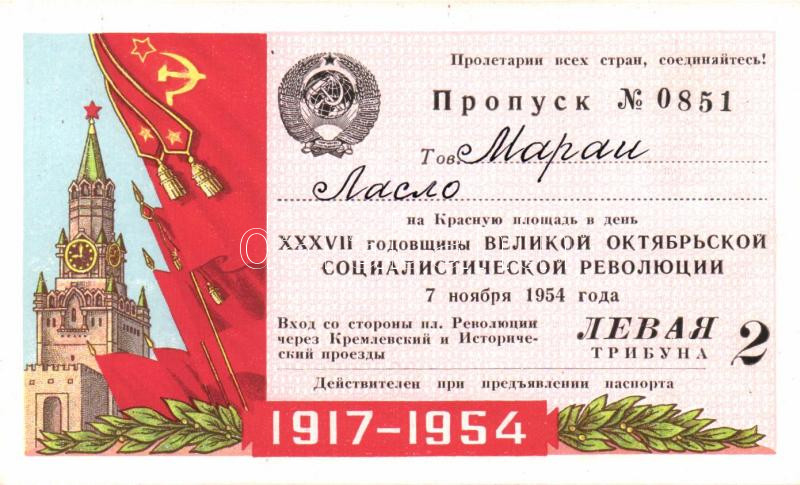 Пролетарии всех стран, соединяйтесь!
Пропуск № 0851
Тов. Мараи
Ласло
на Красную площадь в день
XXXVII годовщины ВЕЛИКОЙ ОКТЯБРЬСКОЙ
СОЦИАЛИСТИЧЕСКОЙ РЕВОЛЮЦИИ
7 ноября 1954 года
Вход со стороны пл. Революции
через Кремлевский и Историче-
ский проезды
ЛЕВАЯ
ТРИБУНА 2
Действителен при предъявлении паспорта
1917-1954